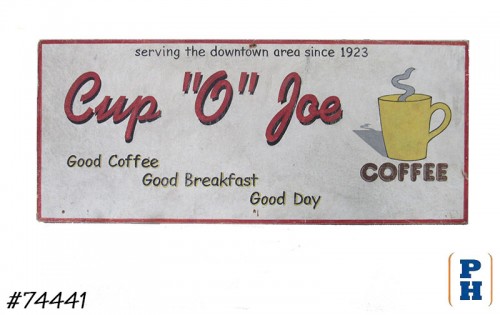 serving the downtown area since 1923
Cup "O" Joe
Good Coffee
Good Breakfast
Good Day
COFFEE
#74441
PH